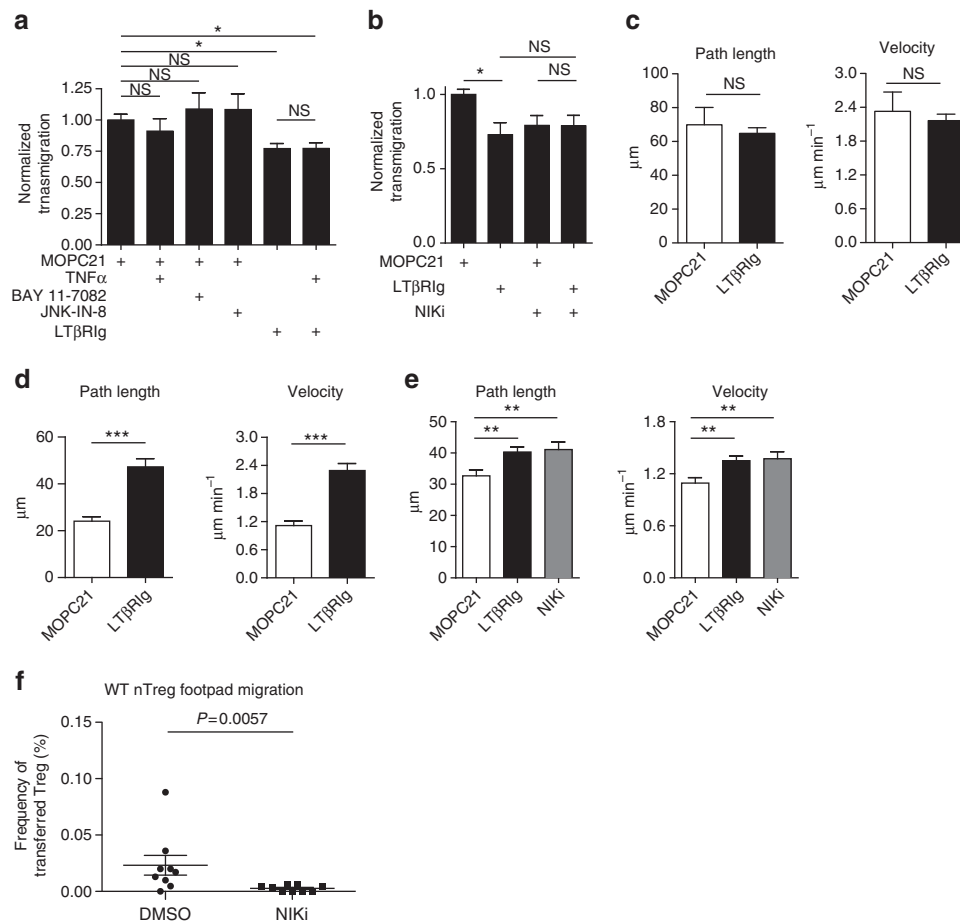 a
Normalized
trnasmigration
1.25
1.00
0.75
0.50
0.25
0.00
*
*
NS
NS
NS
NS
MOPC21 + + + +
TNFα + +
BAY 11-7082 +
JNK-IN-8 +
LTβRIg + +
b
Normalized
transmigration
1.0
0.5
0.0
NS
* NS
MOPC21 + +
LTβRIg + +
NIKi + +
c
Path length
µm
100
80
60
40
20
0
NS
MOPC21
LTβRIg
Velocity
µm min⁻¹
3.0
2.4
1.8
1.2
0.6
0.0
NS
MOPC21
LTβRIg
d
Path length
µm
60
40
20
0
***
MOPC21
LTβRIg
Velocity
µm min⁻¹
3.0
2.4
1.8
1.2
0.6
0.0
***
MOPC21
LTβRIg
e
Path length
µm
50
40
30
20
10
0
**
**
MOPC21
LTβRIg
NIKi
Velocity
µm min⁻¹
1.8
1.2
0.6
0.0
**
**
MOPC21
LTβRIg
NIKi
f
WT nTreg footpad migration
P=0.0057
Frequency of
transferred Treg (%)
0.15
0.10
0.05
0.00
DMSO
NIKi